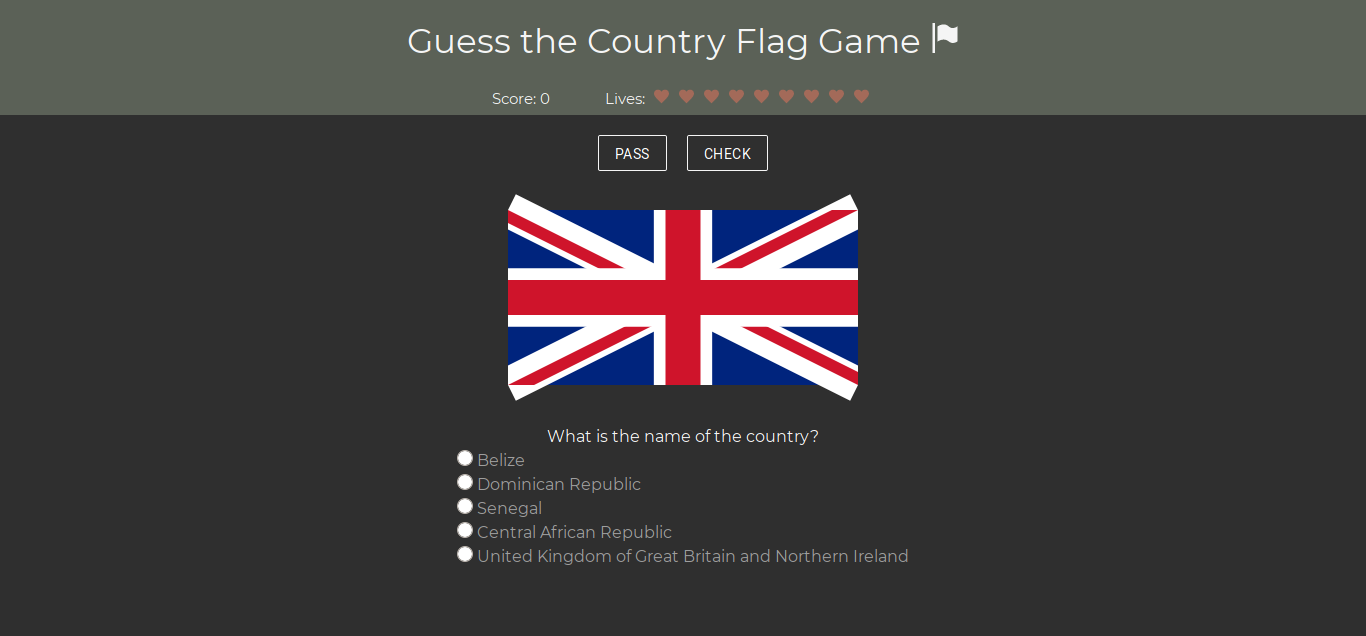 Guess the Country Flag Game
Score: 0 Lives:
PASS CHECK
What is the name of the country?
Belize
Dominican Republic
Senegal
Central African Republic
United Kingdom of Great Britain and Northern Ireland